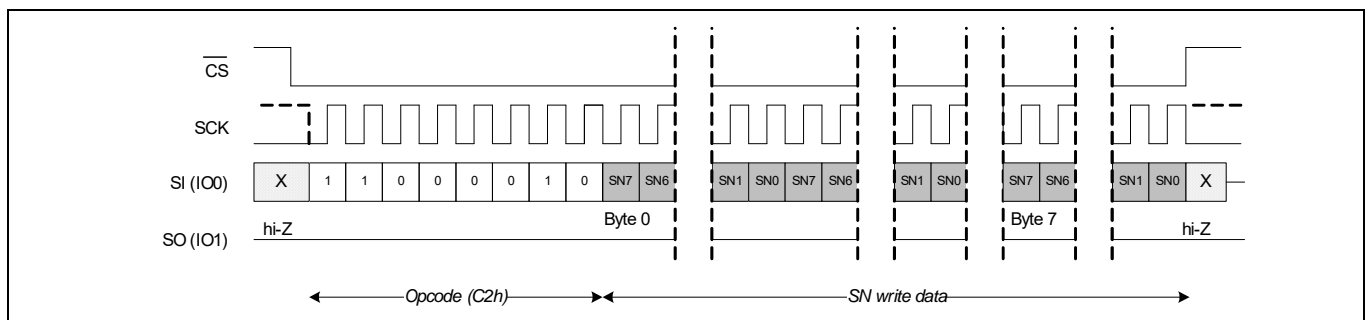 CS
SCK
SI (IO0) X 1 1 0 0 0 0 1 0 SN7 SN6 SN1 SN0 SN7 SN6 SN1 SN0 SN7 SN6 SN1 SN0 X
Byte 0 Byte 7
SO (IO1) hi-Z hi-Z
Opcode (C2h) SN write data